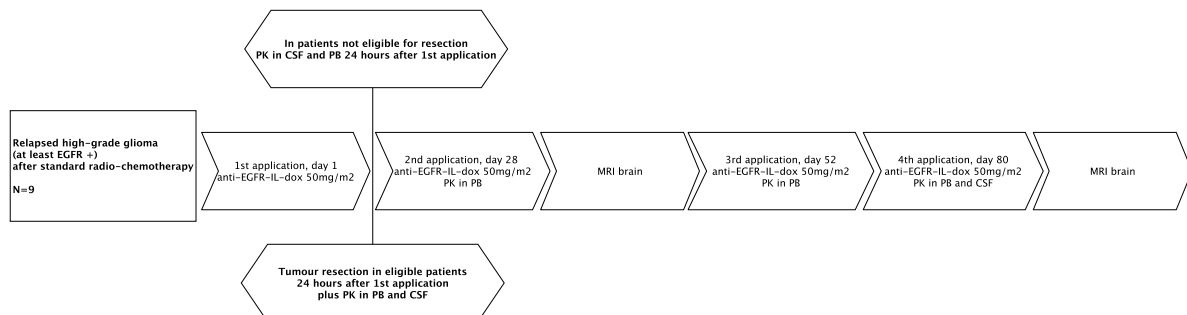 In patients not eligible for resection
PK in CSF and PB 24 hours after 1st application
Relapsed high-grade glioma
(at least EGFR +)
after standard radio-chemotherapy
N=9
1st application, day 1
anti-EGFR-IL-dox 50mg/m2
2nd application, day 28
anti-EGFR-IL-dox 50mg/m2
PK in PB
MRI brain
3rd application, day 52
anti-EGFR-IL-dox 50mg/m2
PK in PB
4th application, day 80
anti-EGFR-IL-dox 50mg/m2
PK in PB and CSF
MRI brain
Tumour resection in eligible patients
24 hours after 1st application
plus PK in PB and CSF